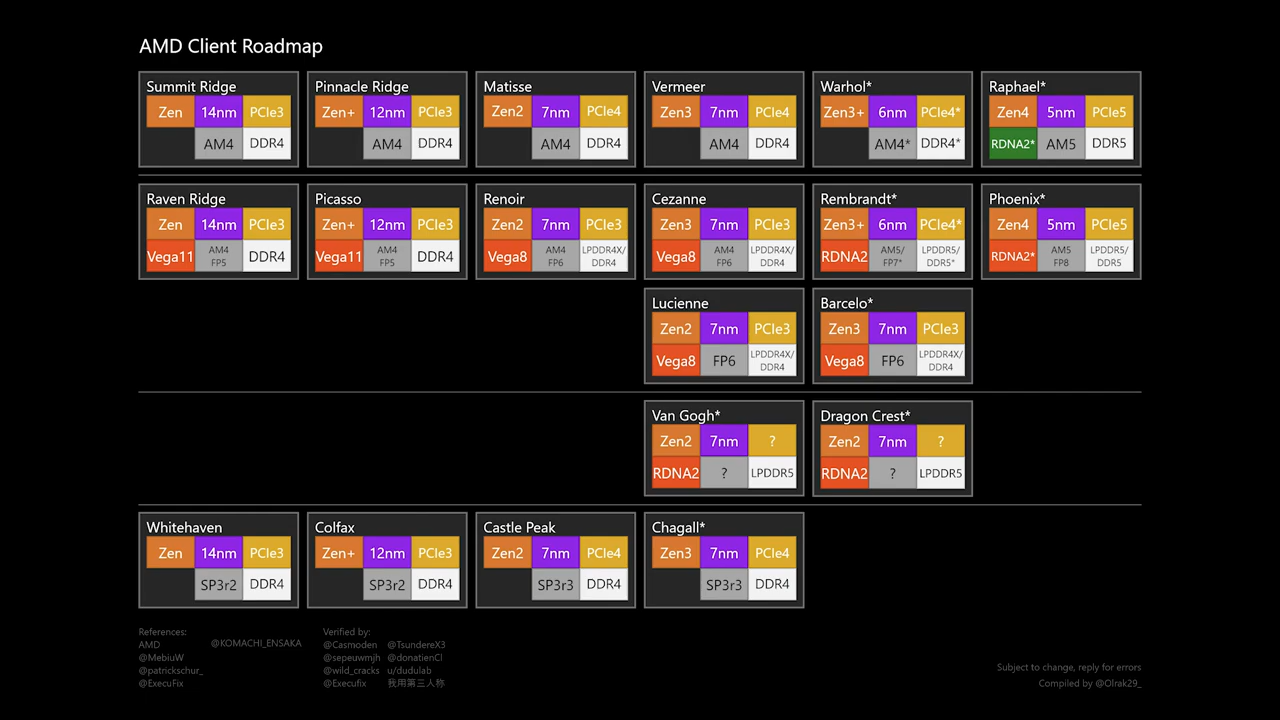 AMD Client Roadmap
Summit Ridge
Zen 14nm PCIe3
AM4 DDR4
Pinnacle Ridge
Zen+ 12nm PCIe3
AM4 DDR4
Matisse
Zen2 7nm PCIe4
AM4 DDR4
Vermeer
Zen3 7nm PCIe4
AM4 DDR4
Warhol*
Zen3+ 6nm PCIe4*
AM4* DDR4*
Raphael*
Zen4 5nm PCIe5
RDNA2* AM5 DDR5
Raven Ridge
Zen 14nm PCIe3
Vega11 AM4 FP5 DDR4
Picasso
Zen+ 12nm PCIe3
Vega11 AM4 FP5 DDR4
Renoir
Zen2 7nm PCIe3
Vega8 AM4 FP6 LPDDR4X/ DDR4
Cezanne
Zen3 7nm PCIe3
Vega8 AM4 FP6 LPDDR4X/ DDR4
Rembrandt*
Zen3+ 6nm PCIe4*
RDNA2 AM5/ FP7* LPDDR5/ DDR5*
Phoenix*
Zen4 5nm PCIe5
RDNA2* AM5 FP8 LPDDR5/ DDR5
Lucienne
Zen2 7nm PCIe3
Vega8 FP6 LPDDR4X/ DDR4
Barcelo*
Zen3 7nm PCIe3
Vega8 FP6 LPDDR4X/ DDR4
Van Gogh*
Zen2 7nm ?
RDNA2 ? LPDDR5
Dragon Crest*
Zen2 7nm ?
RDNA2 ? LPDDR5
Whitehaven
Zen 14nm PCIe3
SP3r2 DDR4
Colfax
Zen+ 12nm PCIe3
SP3r2 DDR4
Castle Peak
Zen2 7nm PCIe4
SP3r3 DDR4
Chagall*
Zen3 7nm PCIe4
SP3r3 DDR4
References:
AMD @KOMACHI_ENSAKA
@MebiuW
@patrickschur_
@ExecuFix
Verified by:
@Casmoden @TsundereX3
@sepeuwmjh @donatienCl
@wild_cracks u/dudulab
@Execufix 我用第三人称
Subject to change, reply for errors
Compiled by @Olrak29_